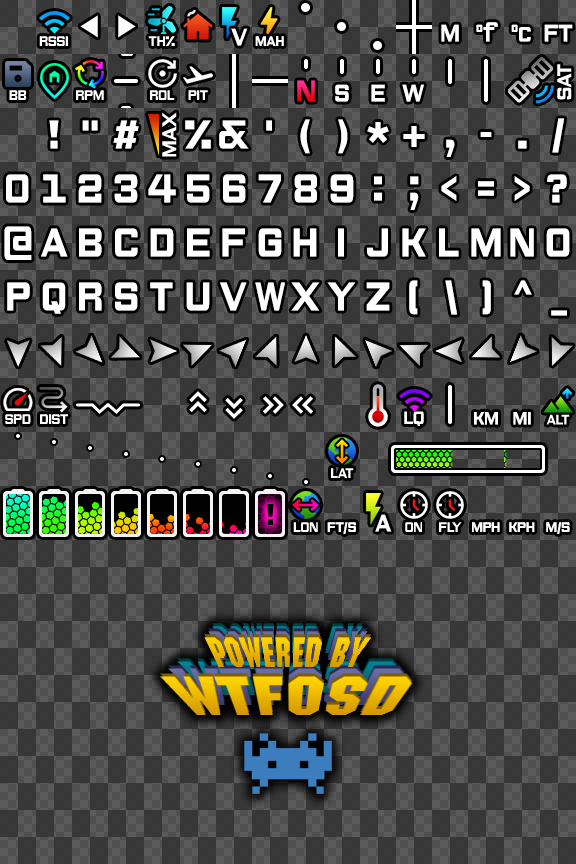 RSSI TH% V MAH M °F °C FT
BB RPM ROL PIT N S E W SAT
! " # MAX % & ' ( ) * + , - . /
0 1 2 3 4 5 6 7 8 9 : ; < = > ?
@ A B C D E F G H I J K L M N O
P Q R S T U V W X Y Z [ \ ] ^ _
SPD DIST LQ KM MI ALT
LAT
! LON FT/S A ON FLY MPH KPH M/S
POWERED BY
WTFOSD